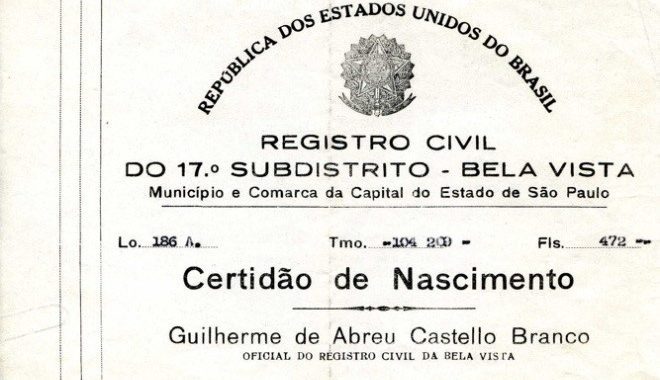 REPÚBLICA DOS ESTADOS UNIDOS DO BRASIL
REGISTRO CIVIL
DO 17.º SUBDISTRITO - BELA VISTA
Município e Comarca da Capital do Estado de São Paulo
Lo. 186 A. Tmo. -104 209 - Fls. 472 --
Certidão de Nascimento
Guilherme de Abreu Castello Branco
OFICIAL DO REGISTRO CIVIL DA BELA VISTA